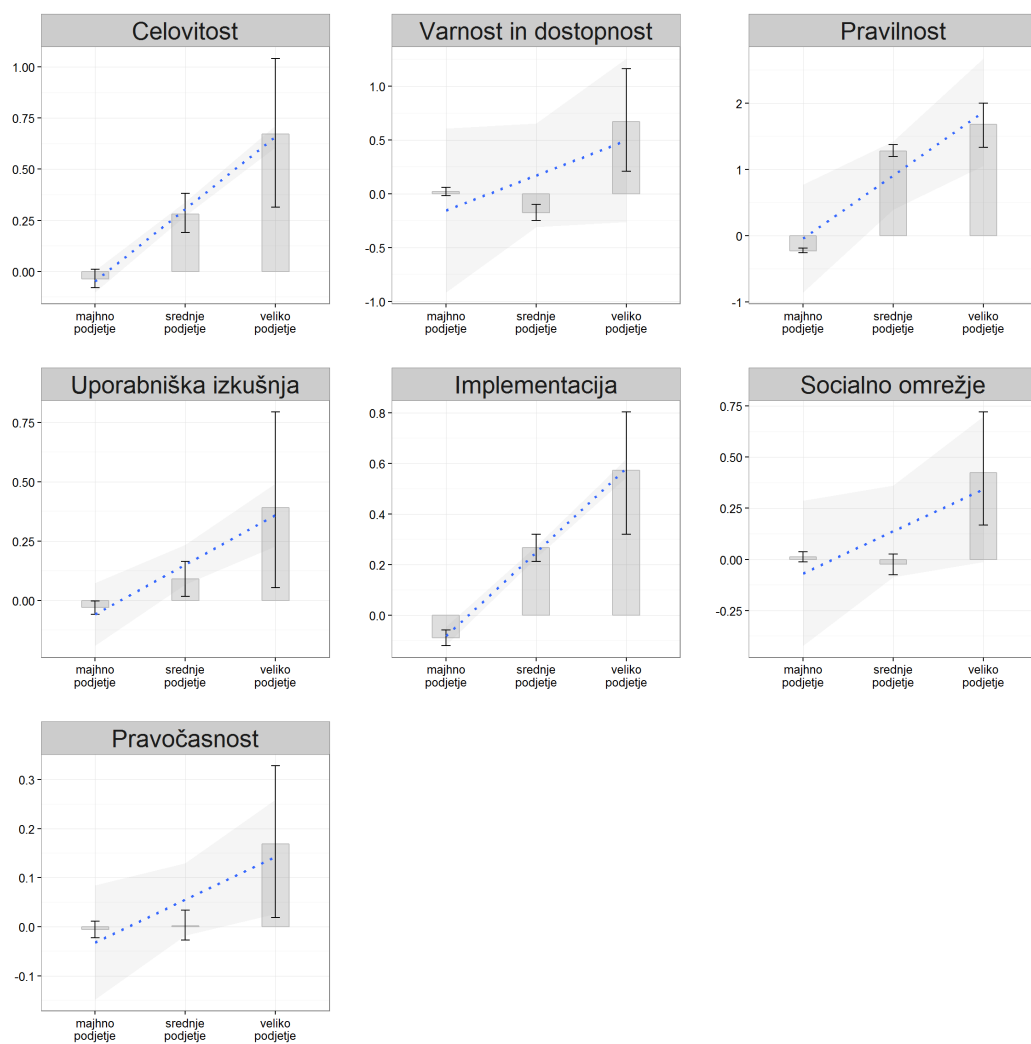 Celovitost
1.00
0.75
0.50
0.25
0.00
majhno srednje veliko
podjetje podjetje podjetje
Varnost in dostopnost
1.0
0.5
0.0
-0.5
-1.0
majhno srednje veliko
podjetje podjetje podjetje
Pravilnost
2
1
0
-1
majhno srednje veliko
podjetje podjetje podjetje
Uporabniška izkušnja
0.75
0.50
0.25
0.00
majhno srednje veliko
podjetje podjetje podjetje
Implementacija
0.8
0.6
0.4
0.2
0.0
majhno srednje veliko
podjetje podjetje podjetje
Socialno omrežje
0.75
0.50
0.25
0.00
-0.25
majhno srednje veliko
podjetje podjetje podjetje
Pravočasnost
0.3
0.2
0.1
0.0
-0.1
majhno srednje veliko
podjetje podjetje podjetje